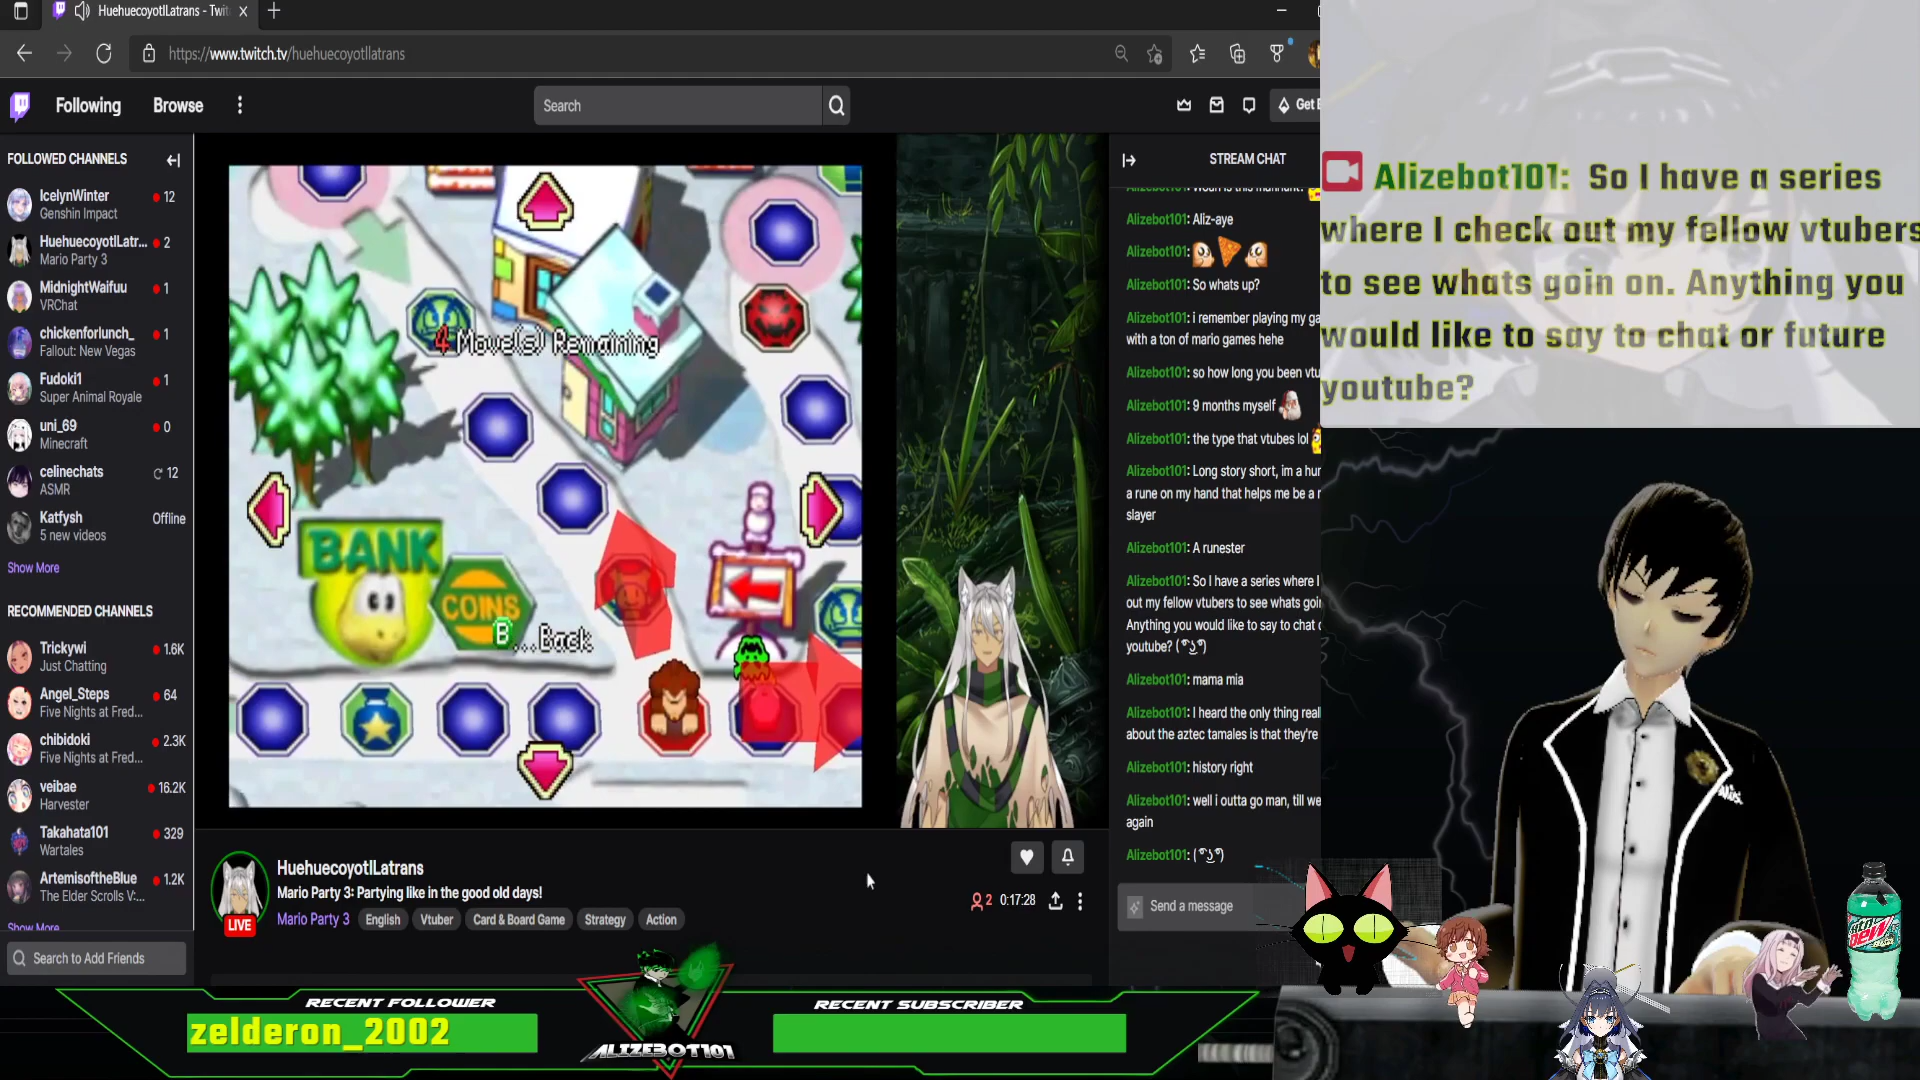 HuehuecoyotlLatrans - Twit
https://www.twitch.tv/huehuecoyotllatrans
Following
Browse
Search
Get B
FOLLOWED CHANNELS
IcelynWinter
12
Genshin Impact
HuehuecoyotlLatr...
2
Mario Party 3
MidnightWaifuu
1
VRChat
chickenforlunch_
1
Fallout: New Vegas
Fudoki1
1
Super Animal Royale
uni_69
0
Minecraft
celinechats
12
ASMR
Katfysh
Offline
5 new videos
Show More
RECOMMENDED CHANNELS
Trickywi
1.6K
Just Chatting
Angel_Steps
64
Five Nights at Fred...
chibidoki
2.3K
Five Nights at Fred...
veibae
16.2K
Harvester
Takahata101
329
Wartales
ArtemisoftheBlue
1.2K
The Elder Scrolls V:...
Show More
Search to Add Friends
4 Move(s) Remaining
BANK
COINS
B...Back
HuehuecoyotlLatrans
LIVE
Mario Party 3: Partying like in the good old days!
Mario Party 3
English
Vtuber
Card & Board Game
Strategy
Action
2
0:17:28
STREAM CHAT
Alizebot101: Aliz-aye
Alizebot101:
Alizebot101: So whats up?
Alizebot101: i remember playing my ga
with a ton of mario games hehe
Alizebot101: so how long you been vtu
Alizebot101: 9 months myself
Alizebot101: the type that vtubes lol
Alizebot101: Long story short, im a hu
a rune on my hand that helps me be a
slayer
Alizebot101: A runester
Alizebot101: So I have a series where I
out my fellow vtubers to see whats goi
Anything you would like to say to chat o
youtube? ( ͡° ͜ʖ ͡°)
Alizebot101: mama mia
Alizebot101: I heard the only thing real
about the aztec tamales is that they're
Alizebot101: history right
Alizebot101: well i outta go man, till we
again
Alizebot101: ( ͡° ͜ʖ ͡°)
Send a message
Alizebot101: So I have a series
where I check out my fellow vtubers
to see whats goin on. Anything you
would like to say to chat or future
youtube?
RECENT FOLLOWER
zelderon_2002
ALIZEBOT101
RECENT SUBSCRIBER